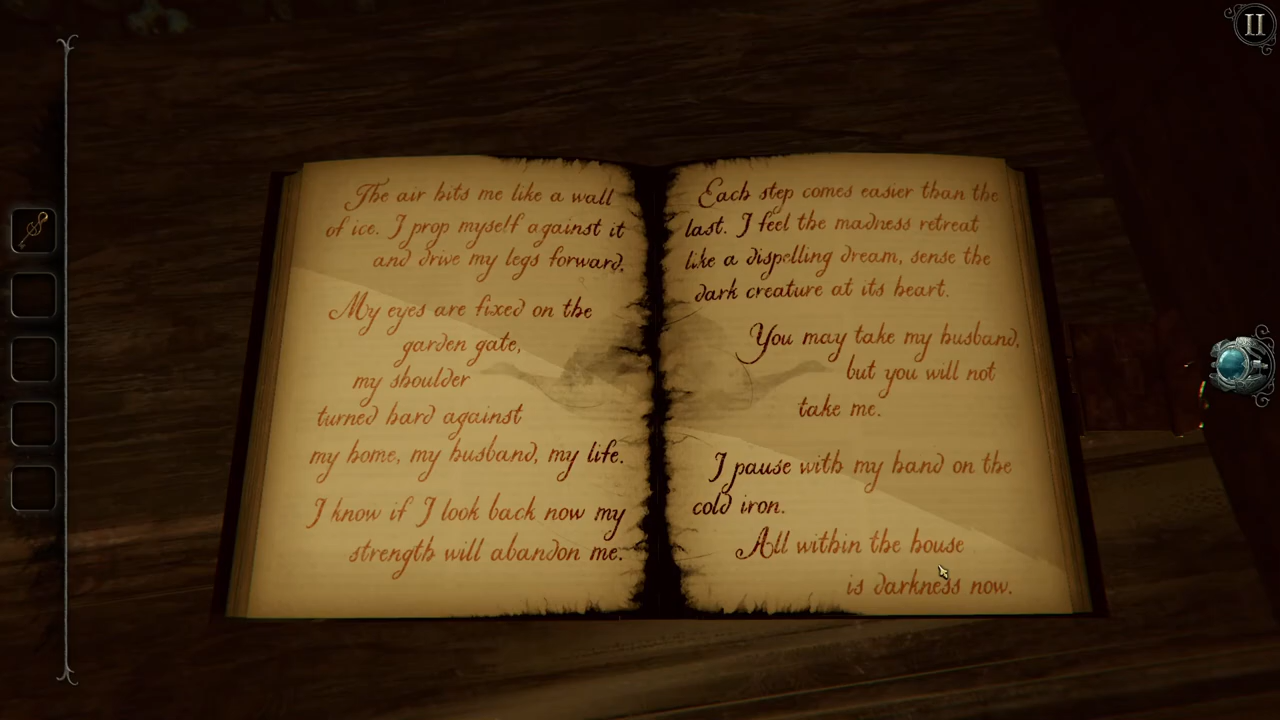 The air hits me like a wall
of ice. I prop myself against it
and drive my legs forward.
My eyes are fixed on the
garden gate,
my shoulder
turned hard against
my home, my husband, my life.
I know if I look back now my
strength will abandon me.
Each step comes easier than the
last. I feel the madness retreat
like a dispelling dream, sense the
dark creature at its heart.
You may take my husband,
but you will not
take me.
I pause with my hand on the
cold iron.
All within the house
is darkness now.